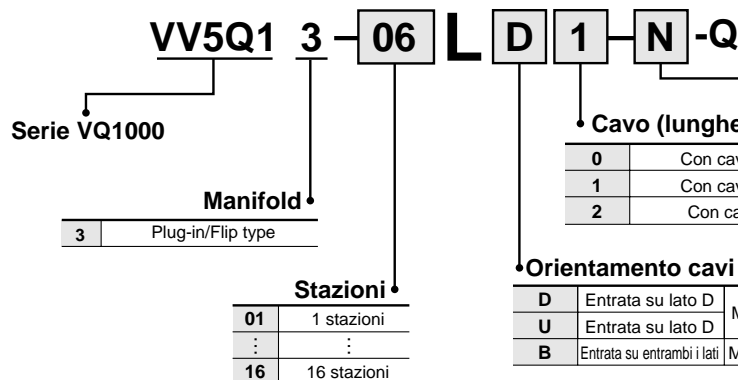 VV5Q1 3 – 06 L D 1 – N -Q
Serie VQ1000
Cavo (lunghe
0 Con cav
1 Con cav
2 Con ca
Manifold
3 Plug-in/Flip type
Orientamento cavi
D Entrata su lato D
U Entrata su lato D
B Entrata su entrambi i lati M
Stazioni
01 1 stazioni
⋮ ⋮
16 16 stazioni